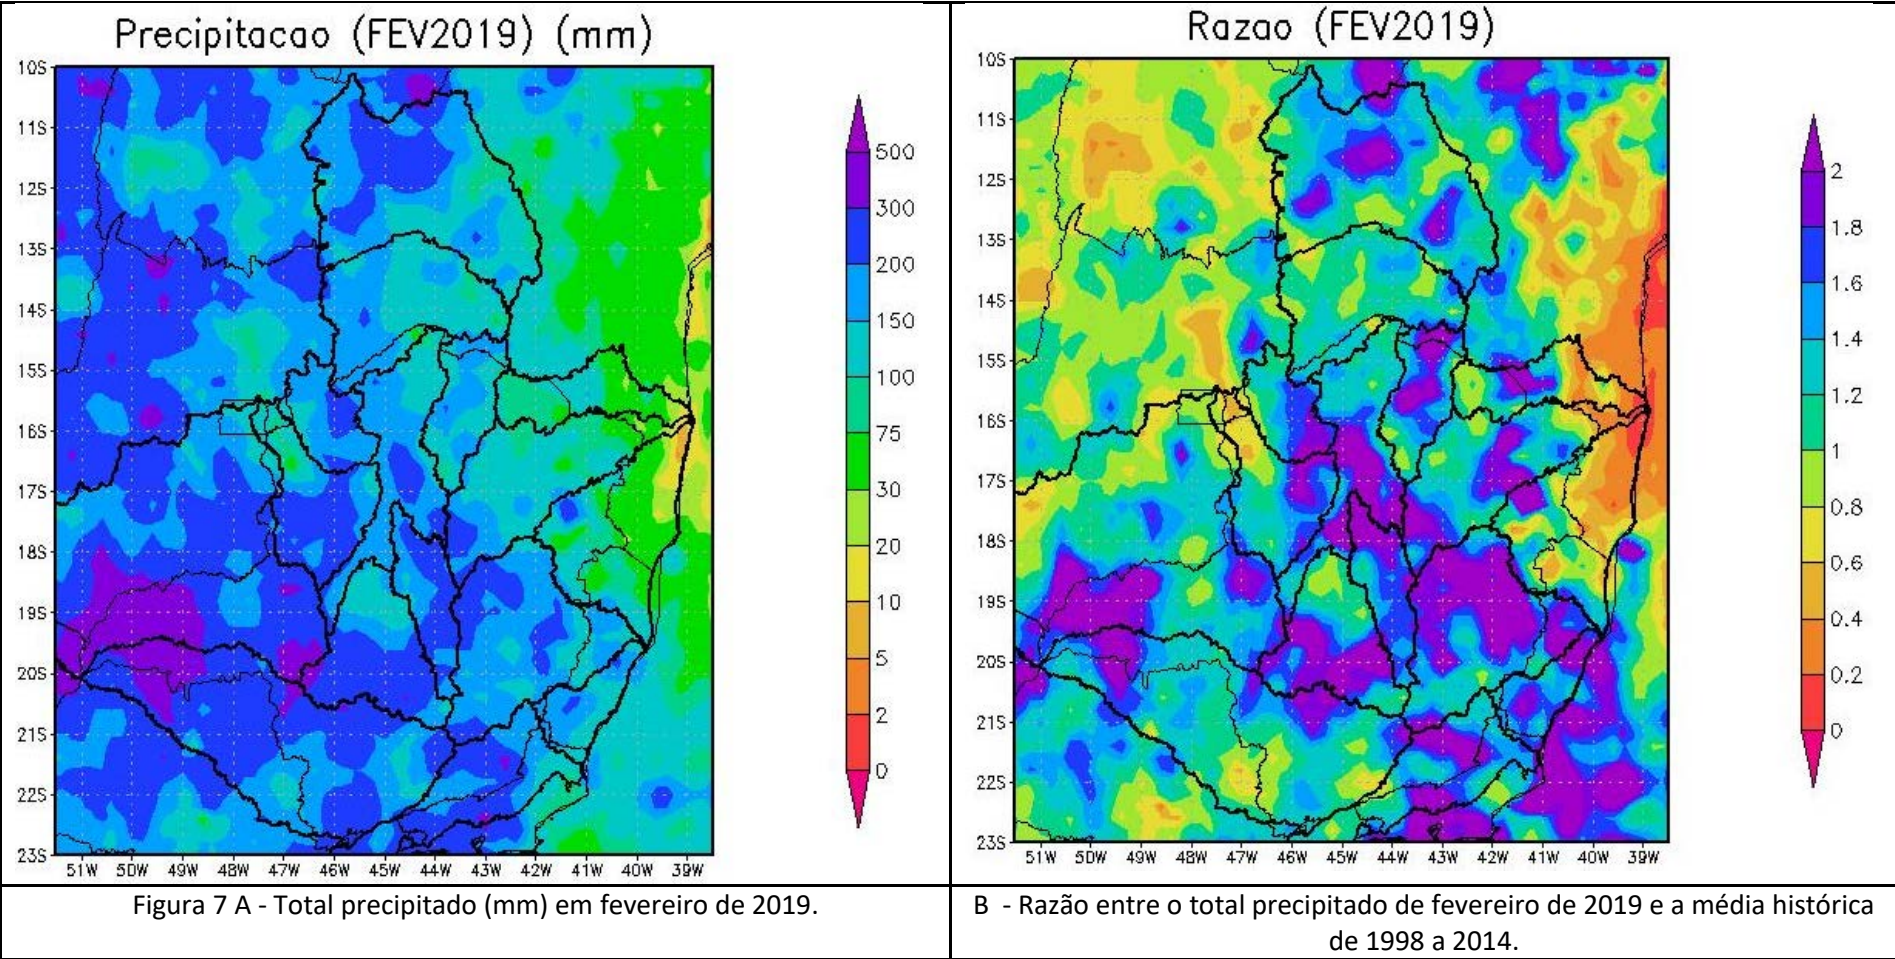 Precipitacao (FEV2019) (mm)
10S
11S
12S
13S
14S
15S
16S
17S
18S
19S
20S
21S
22S
23S
51W 50W 49W 48W 47W 46W 45W 44W 43W 42W 41W 40W 39W
500
300
200
150
100
75
30
20
10
5
2
0
Razao (FEV2019)
10S
11S
12S
13S
14S
15S
16S
17S
18S
19S
20S
21S
22S
23S
51W 50W 49W 48W 47W 46W 45W 44W 43W 42W 41W 40W 39W
2
1.8
1.6
1.4
1.2
1
0.8
0.6
0.4
0.2
0
Figura 7 A - Total precipitado (mm) em fevereiro de 2019.
B - Razão entre o total precipitado de fevereiro de 2019 e a média histórica
de 1998 a 2014.